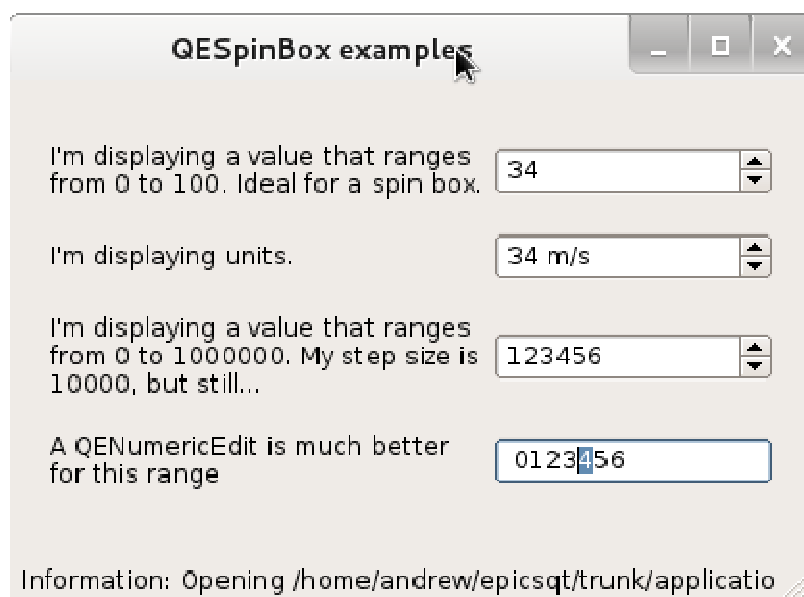 QESpinBox examples
I'm displaying a value that ranges
from 0 to 100. Ideal for a spin box.
34
I'm displaying units.
34 m/s
I'm displaying a value that ranges
from 0 to 1000000. My step size is
10000, but still...
123456
A QENumericEdit is much better
for this range
0123456
Information: Opening /home/andrew/epicsqt/trunk/applicatio